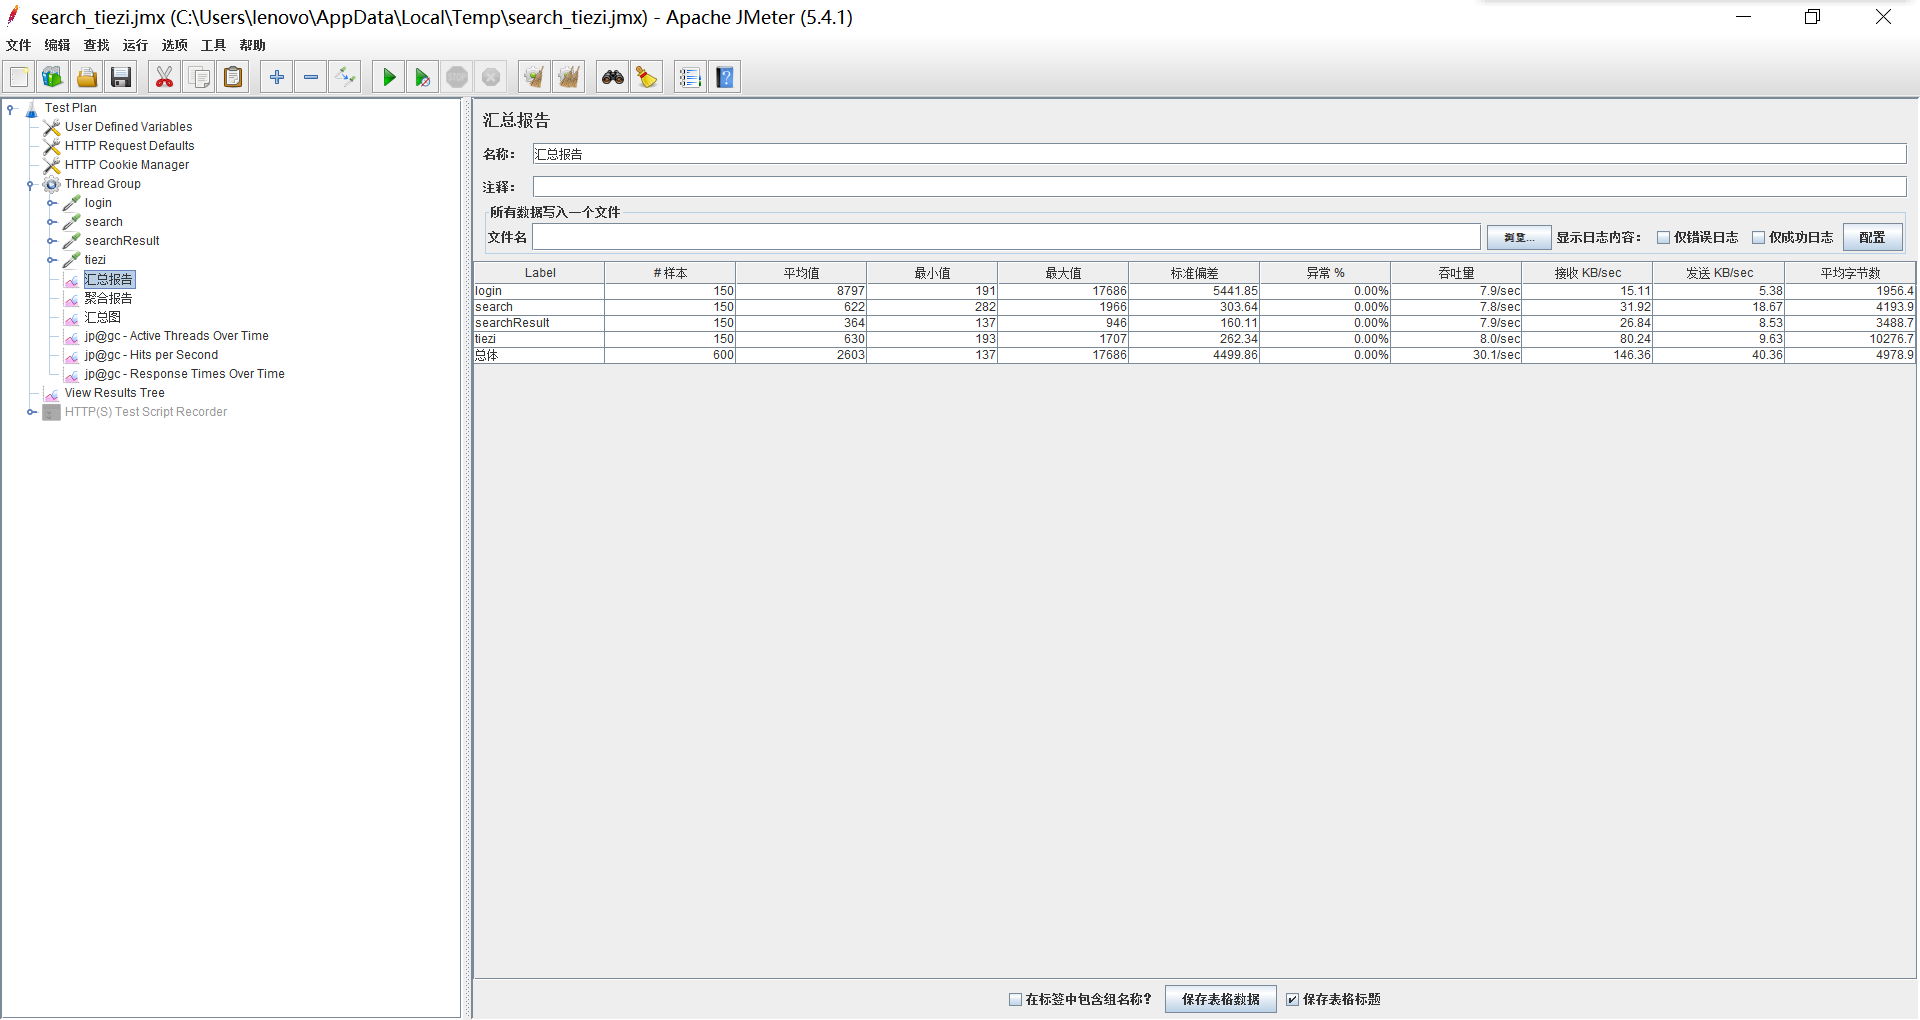 search_tiezi.jmx (C:\Users\lenovo\AppData\Local\Temp\search_tiezi.jmx) - Apache JMeter (5.4.1)
文件 编辑 查找 运行 选项 工具 帮助
STOP
Test Plan
User Defined Variables
HTTP Request Defaults
HTTP Cookie Manager
Thread Group
login
search
searchResult
tiezi
汇总报告
聚合报告
汇总图
jp@gc - Active Threads Over Time
jp@gc - Hits per Second
jp@gc - Response Times Over Time
View Results Tree
HTTP(S) Test Script Recorder
汇总报告
名称： 汇总报告
注释：
所有数据写入一个文件
文件名 浏览... 显示日志内容： 仅错误日志 仅成功日志 配置
Label # 样本 平均值 最小值 最大值 标准偏差 异常 % 吞吐量 接收 KB/sec 发送 KB/sec 平均字节数
login 150 8797 191 17686 5441.85 0.00% 7.9/sec 15.11 5.38 1956.4
search 150 622 282 1966 303.64 0.00% 7.8/sec 31.92 18.67 4193.9
searchResult 150 364 137 946 160.11 0.00% 7.9/sec 26.84 8.53 3488.7
tiezi 150 630 193 1707 262.34 0.00% 8.0/sec 80.24 9.63 10276.7
总体 600 2603 137 17686 4499.86 0.00% 30.1/sec 146.36 40.36 4978.9
在标签中包含组名称？ 保存表格数据 保存表格标题